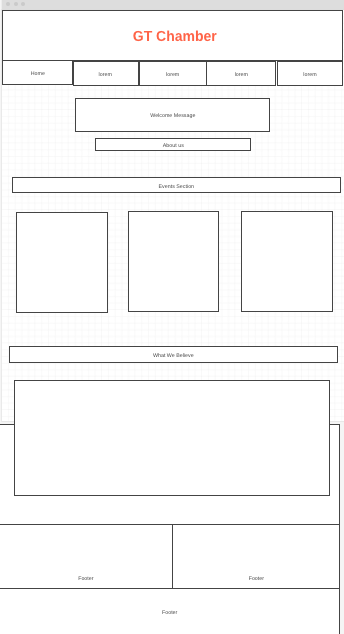 GT Chamber
Home
lorem
lorem
lorem
lorem
Welcome Message
About us
Events Section
What We Believe
Footer
Footer
Footer